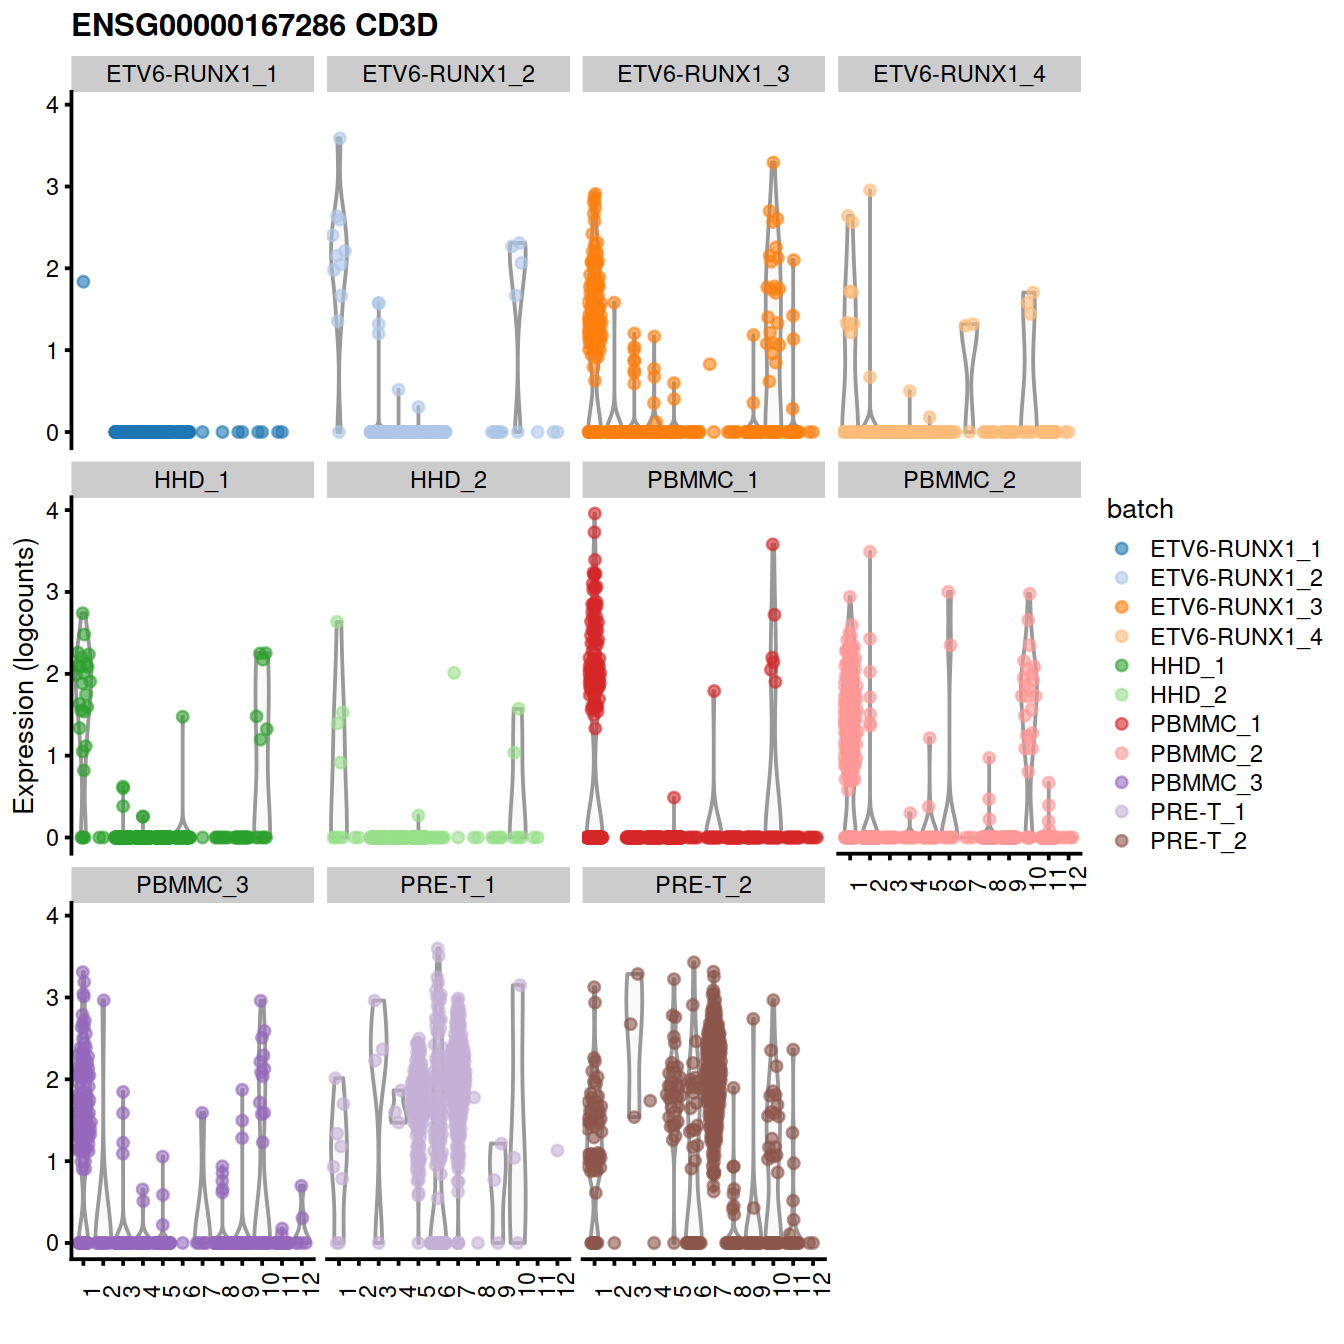 ENSG00000167286 CD3D
ETV6-RUNX1_1 ETV6-RUNX1_2 ETV6-RUNX1_3 ETV6-RUNX1_4
4
3
2
1
0
HHD_1 HHD_2 PBMMC_1 PBMMC_2
4
3
2
1
0
Expression (logcounts)
1 2 3 4 5 6 7 8 9 10 11 12
PBMMC_3 PRE-T_1 PRE-T_2
4
3
2
1
0
1 2 3 4 5 6 7 8 9 10 11 12
1 2 3 4 5 6 7 8 9 10 11 12
1 2 3 4 5 6 7 8 9 10 11 12
batch
ETV6-RUNX1_1
ETV6-RUNX1_2
ETV6-RUNX1_3
ETV6-RUNX1_4
HHD_1
HHD_2
PBMMC_1
PBMMC_2
PBMMC_3
PRE-T_1
PRE-T_2